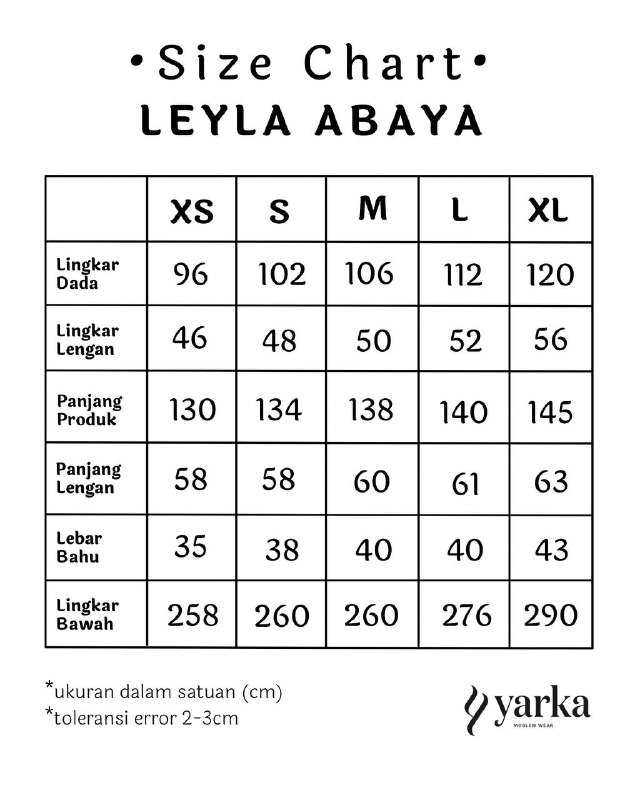 •Size Chart•
LEYLA ABAYA
XS S M L XL
Lingkar Dada 96 102 106 112 120
Lingkar Lengan 46 48 50 52 56
Panjang Produk 130 134 138 140 145
Panjang Lengan 58 58 60 61 63
Lebar Bahu 35 38 40 40 43
Lingkar Bawah 258 260 260 276 290
*ukuran dalam satuan (cm)
*toleransi error 2-3cm
yarka
MOSLEM WEAR